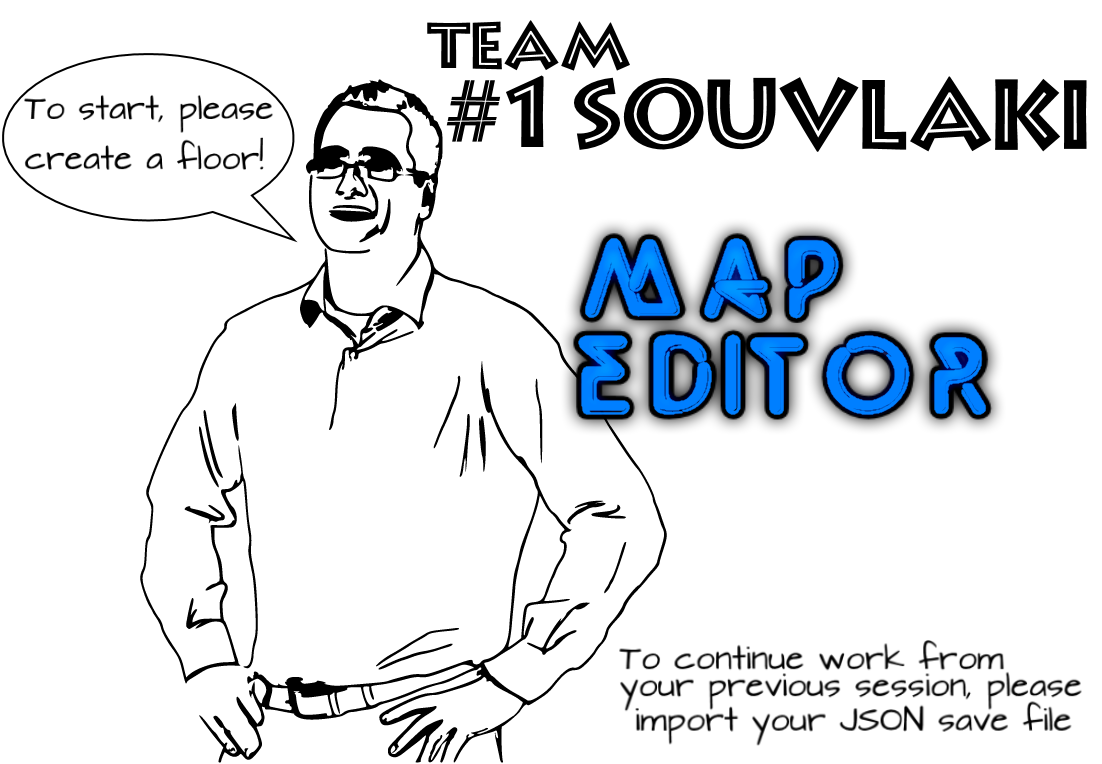 TEAM
#1 SOUVLAKI
To start, please
create a floor!
MAP
EDITOR
To continue work from
your previous session, please
import your JSON save file